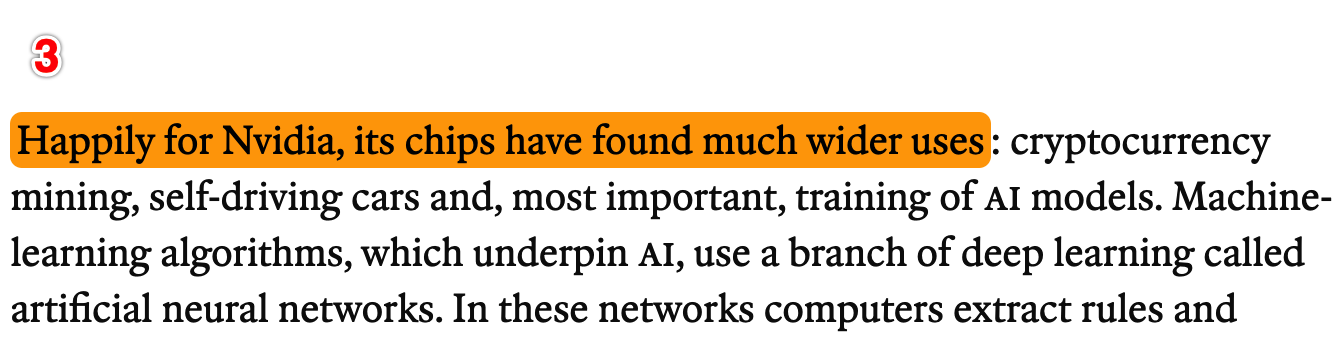 3
Happily for Nvidia, its chips have found much wider uses: cryptocurrency
mining, self-driving cars and, most important, training of AI models. Machine-
learning algorithms, which underpin AI, use a branch of deep learning called
artificial neural networks. In these networks computers extract rules and